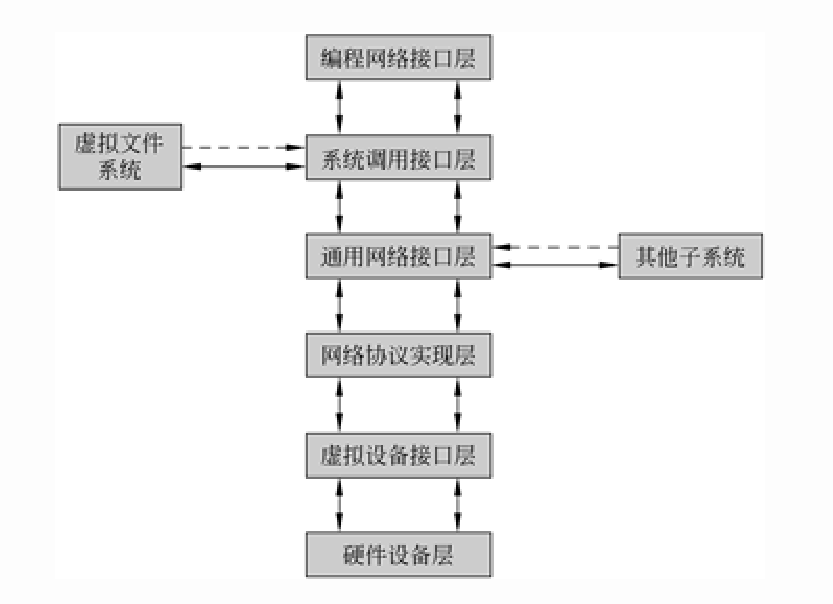 编程网络接口层
虚拟文件
系统
系统调用接口层
通用网络接口层
其他子系统
网络协议实现层
虚拟设备接口层
硬件设备层